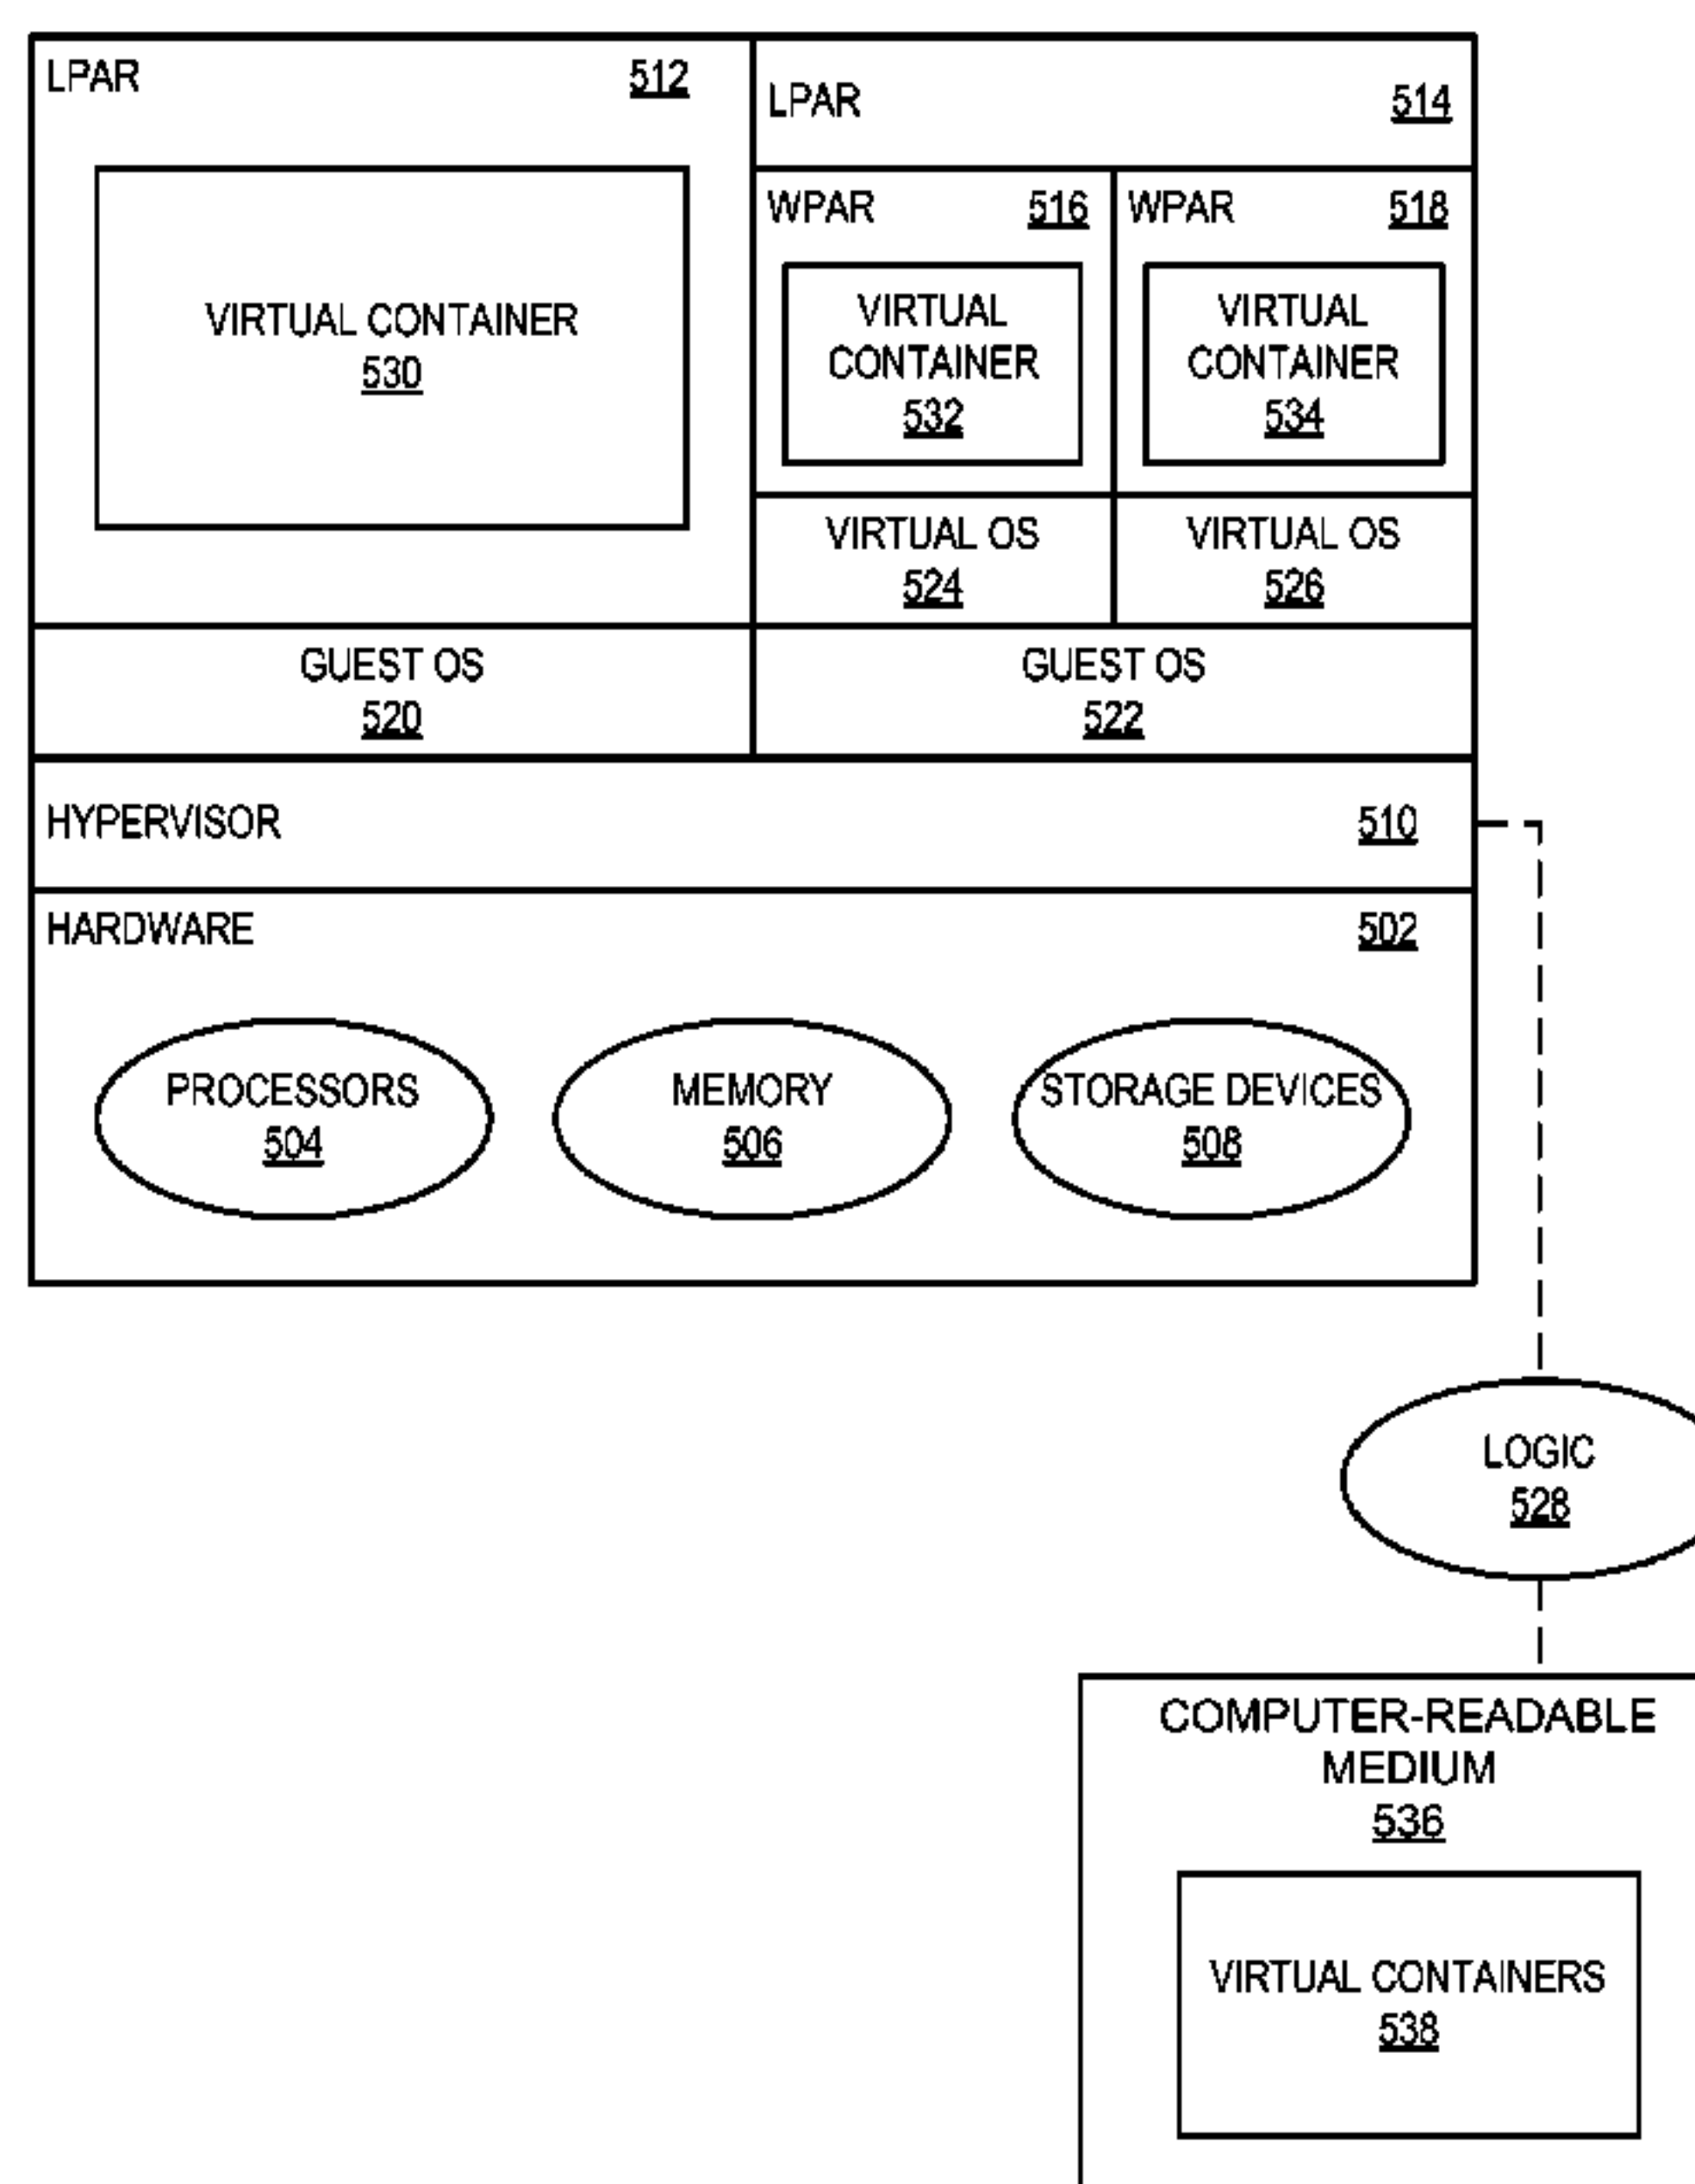 LPAR 512
VIRTUAL CONTAINER
530
LPAR 514
WPAR 516
VIRTUAL
CONTAINER
532
WPAR 518
VIRTUAL
CONTAINER
534
VIRTUAL OS
524
VIRTUAL OS
526
GUEST OS
520
GUEST OS
522
HYPERVISOR 510
HARDWARE 502
PROCESSORS
504
MEMORY
506
STORAGE DEVICES
508
LOGIC
528
COMPUTER-READABLE
MEDIUM
536
VIRTUAL CONTAINERS
538